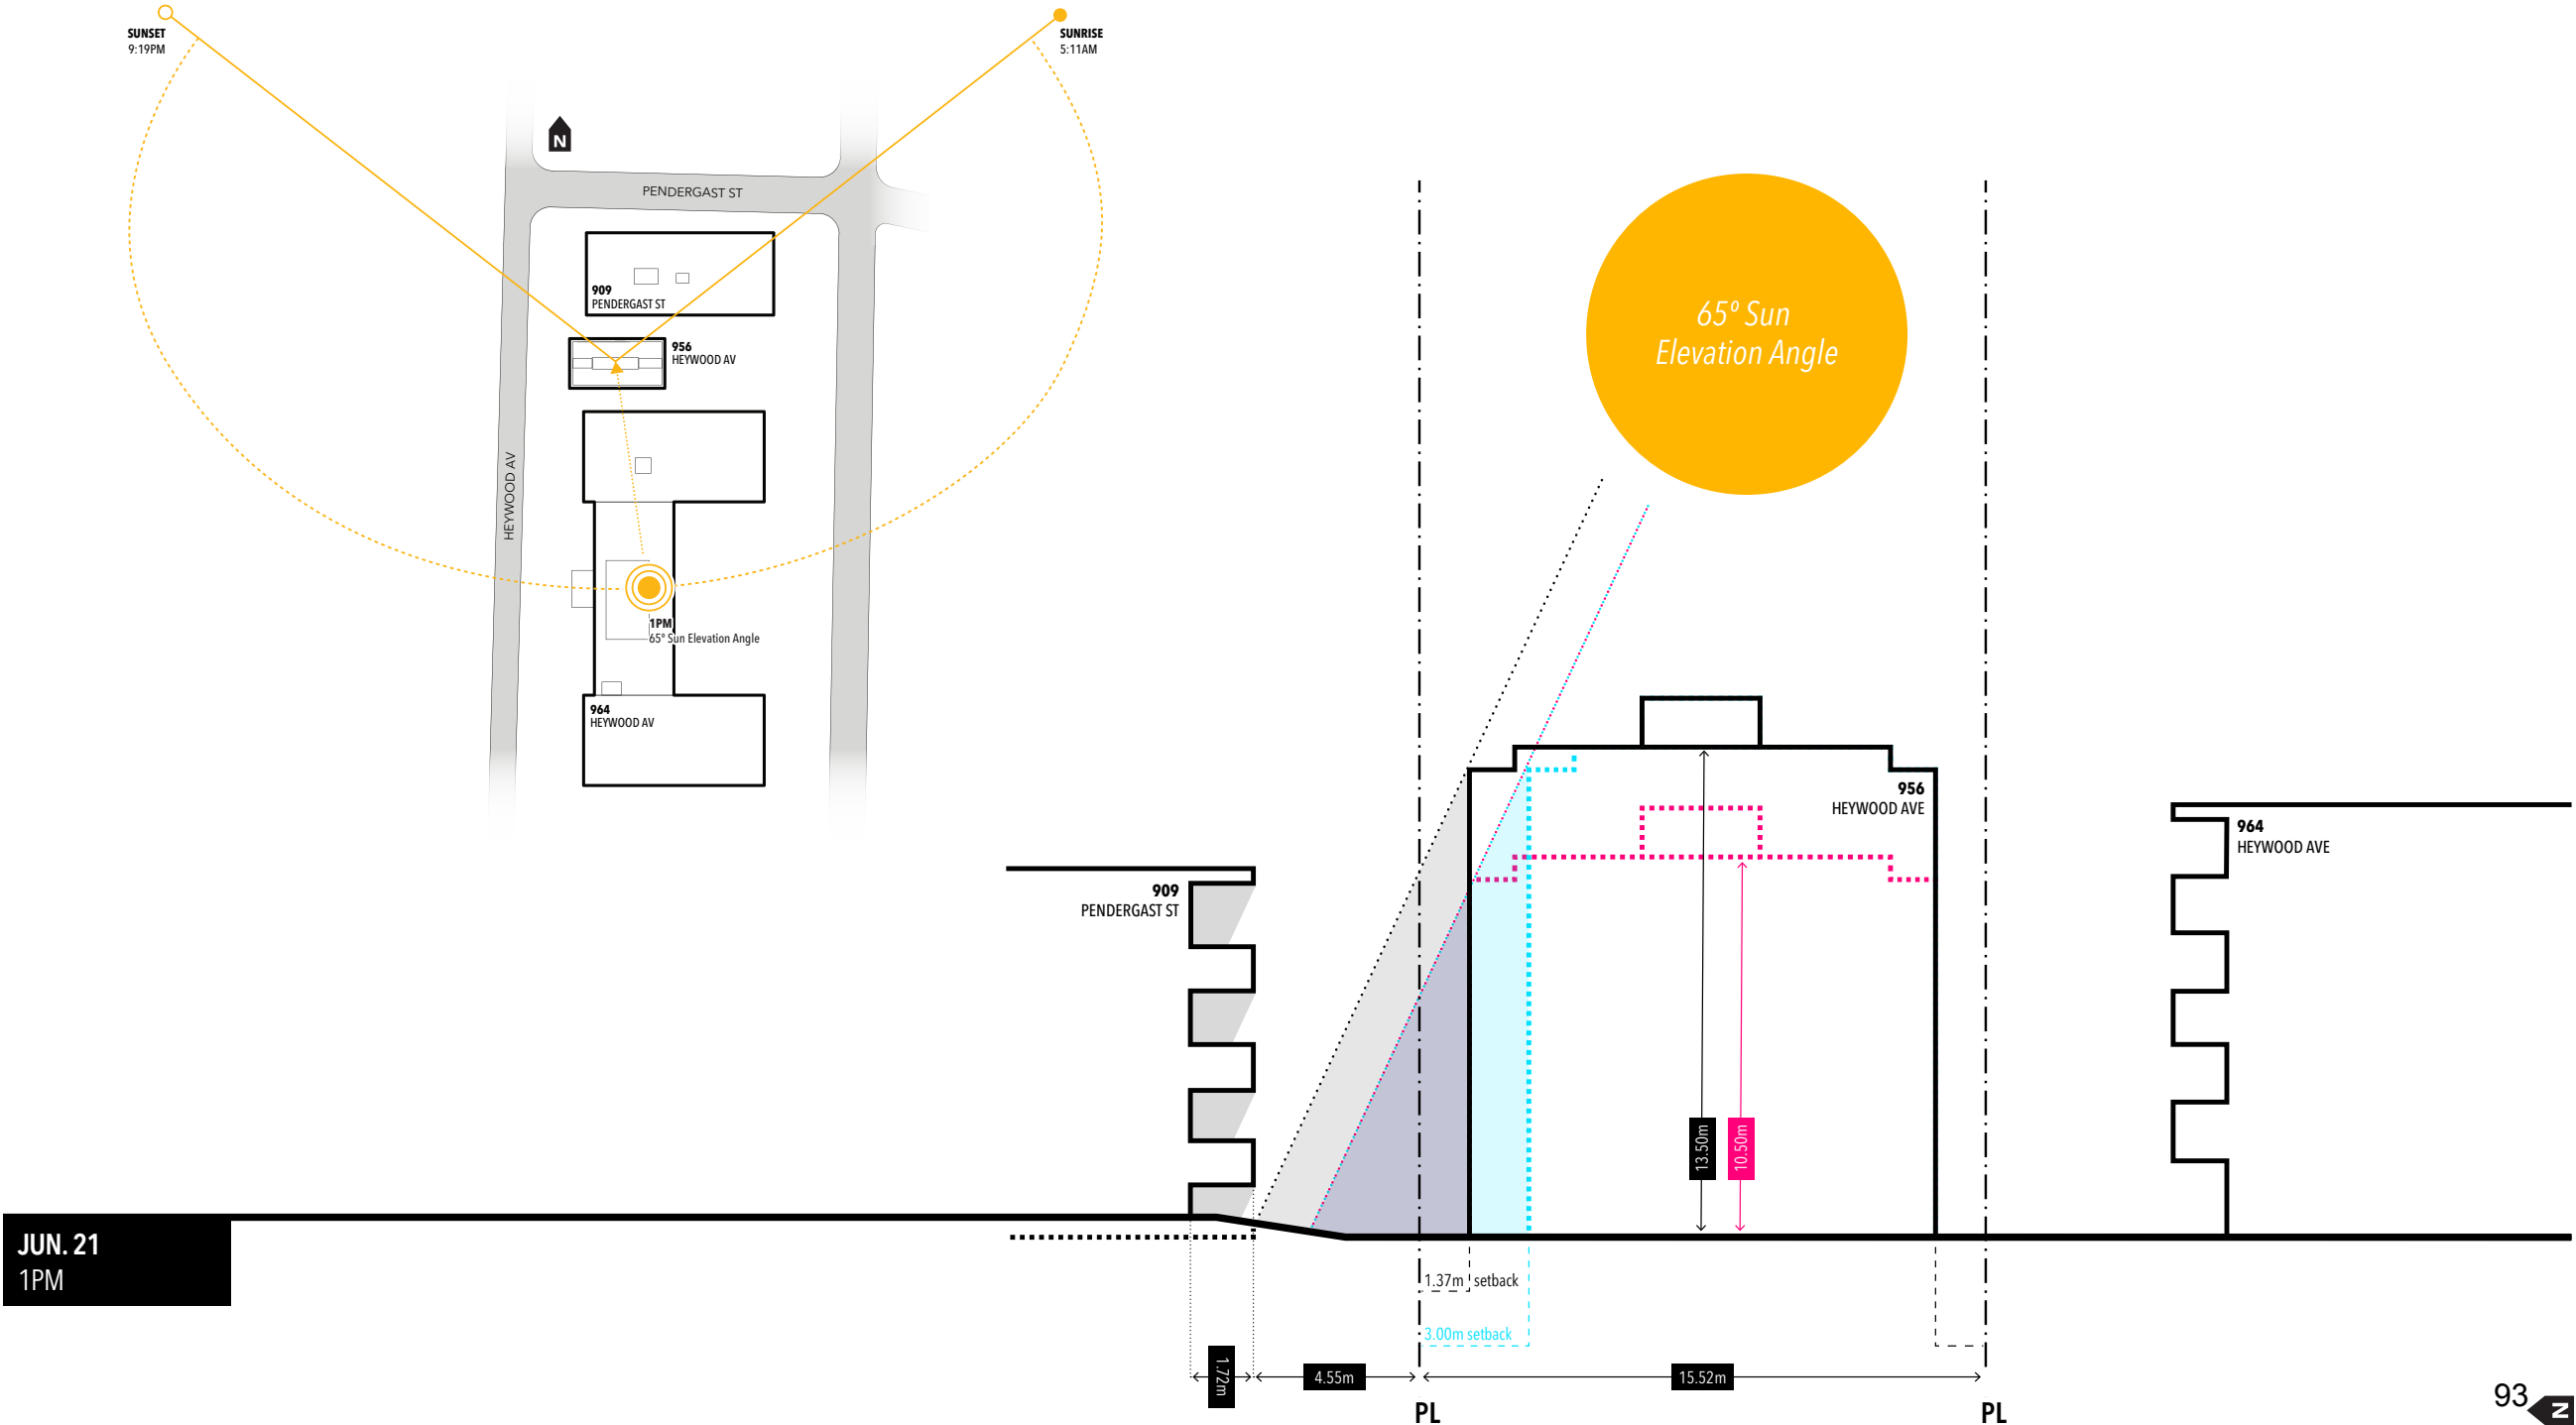 SUNSET
9:19PM
SUNRISE
5:11AM
N
PENDERGAST ST
909
PENDERGAST ST
956
HEYWOOD AV
HEYWOOD AV
1PM
65º Sun Elevation Angle
964
HEYWOOD AV
65º Sun
Elevation Angle
956
HEYWOOD AVE
964
HEYWOOD AVE
909
PENDERGAST ST
13.50m
10.50m
JUN. 21
1PM
1.37m setback
3.00m setback
1.72m
4.55m
15.52m
PL
PL
93
N